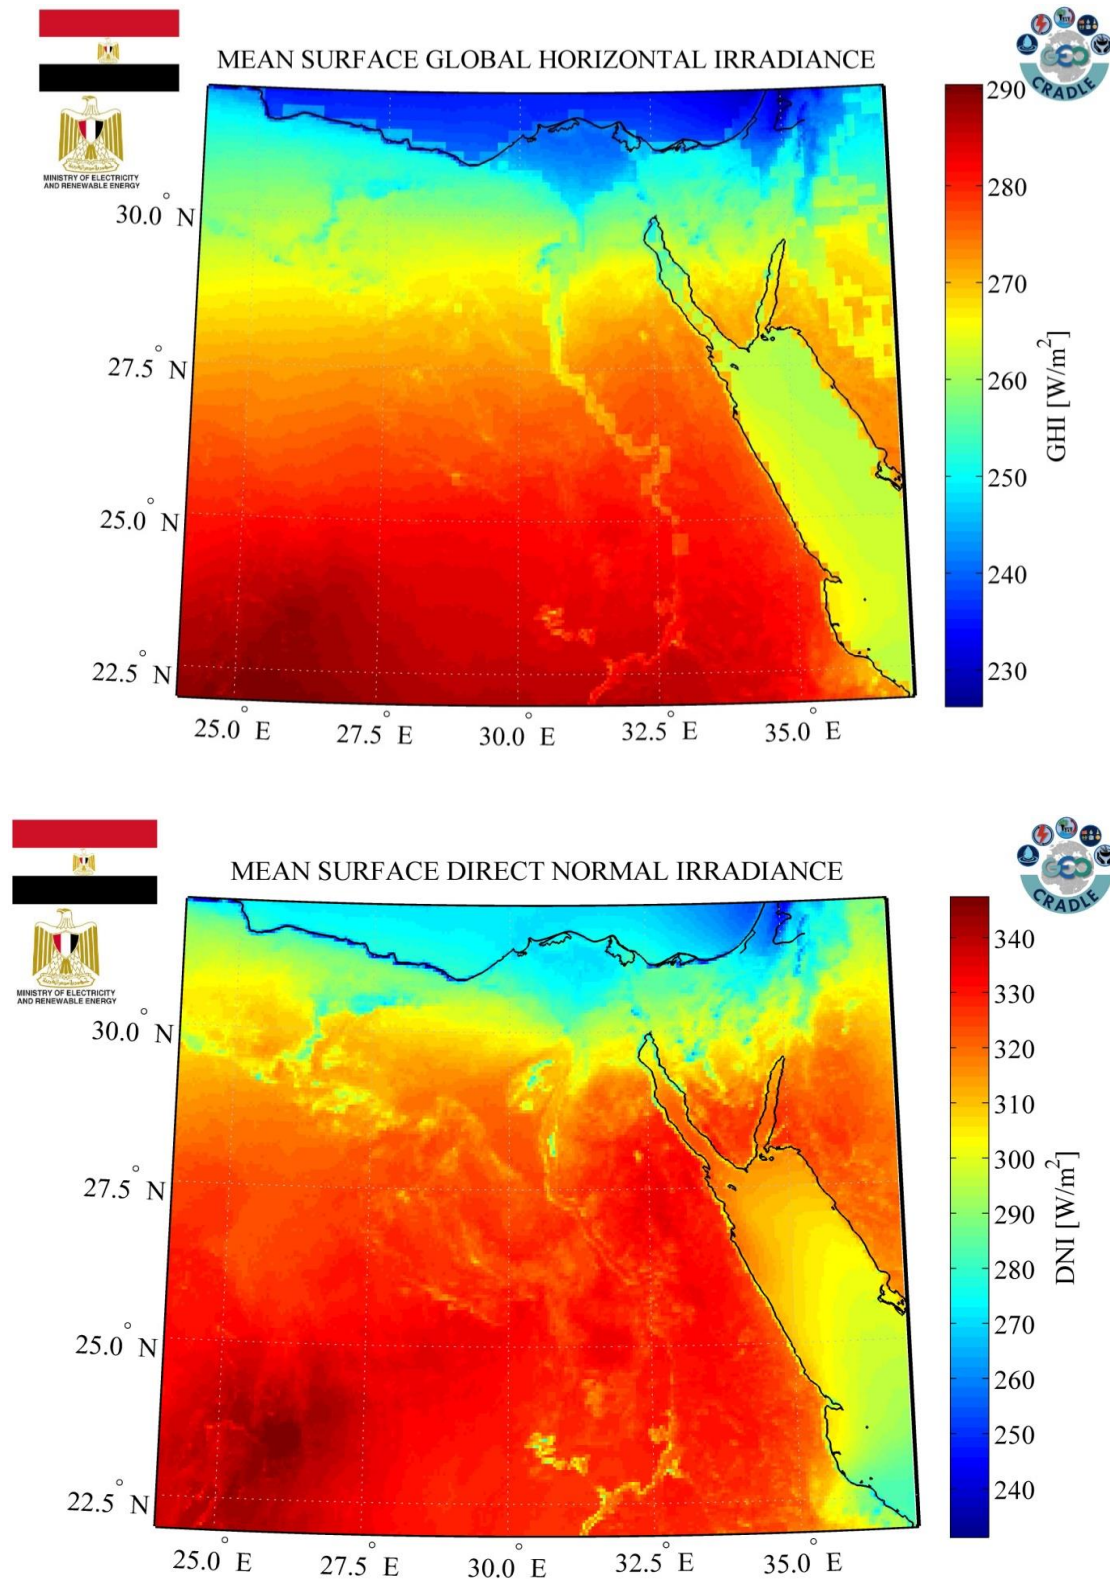 MEAN SURFACE GLOBAL HORIZONTAL IRRADIANCE
MINISTRY OF ELECTRICITY
AND RENEWABLE ENERGY
GEO
CRADLE
30.0° N
27.5° N
25.0° N
22.5° N
25.0° E
27.5° E
30.0° E
32.5° E
35.0° E
290
280
270
260
250
240
230
GHI [W/m²]
MEAN SURFACE DIRECT NORMAL IRRADIANCE
MINISTRY OF ELECTRICITY
AND RENEWABLE ENERGY
GEO
CRADLE
30.0° N
27.5° N
25.0° N
22.5° N
25.0° E
27.5° E
30.0° E
32.5° E
35.0° E
340
330
320
310
300
290
280
270
260
250
240
DNI [W/m²]